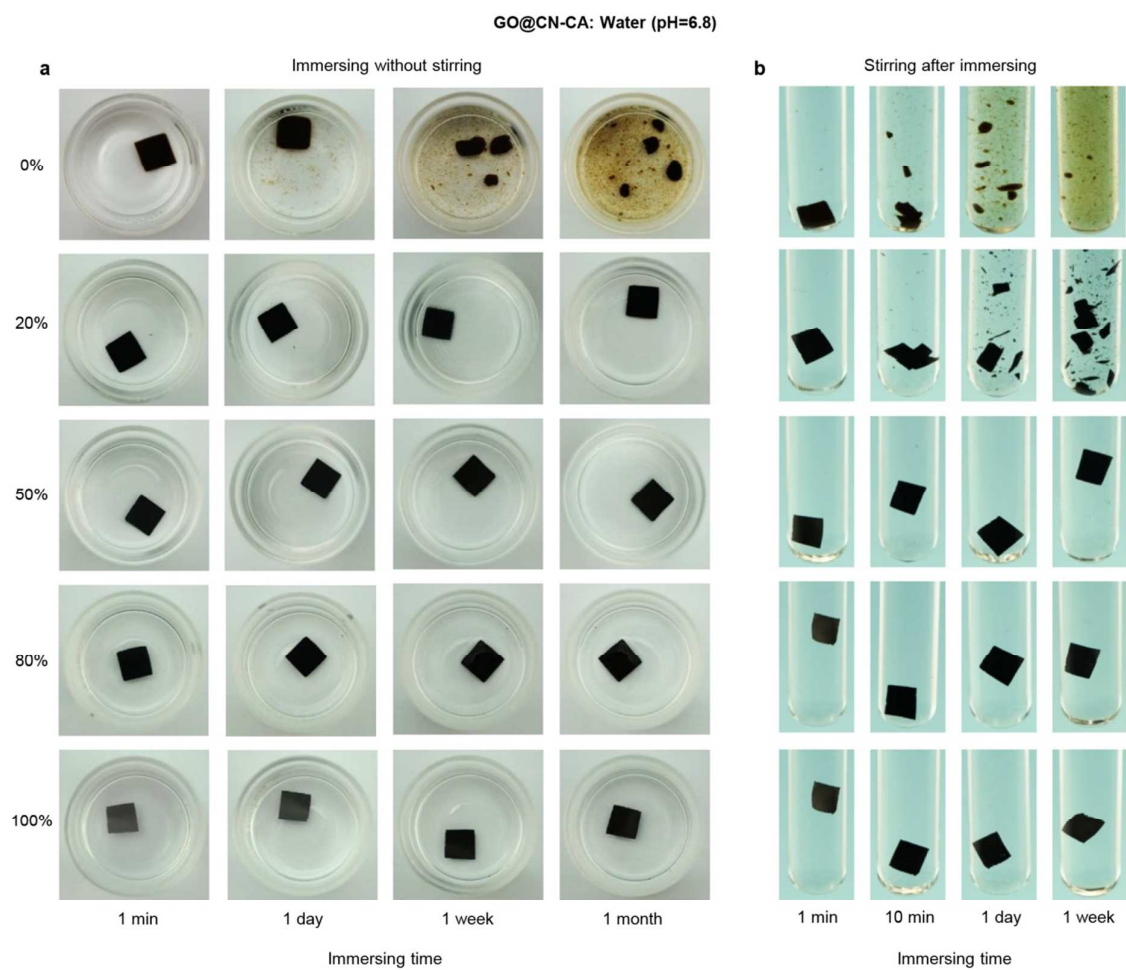 GO@CN-CA: Water (pH=6.8)
a
Immersing without stirring
0%
20%
50%
80%
100%
1 min
1 day
1 week
1 month
Immersing time
b
Stirring after immersing
1 min
10 min
1 day
1 week
Immersing time